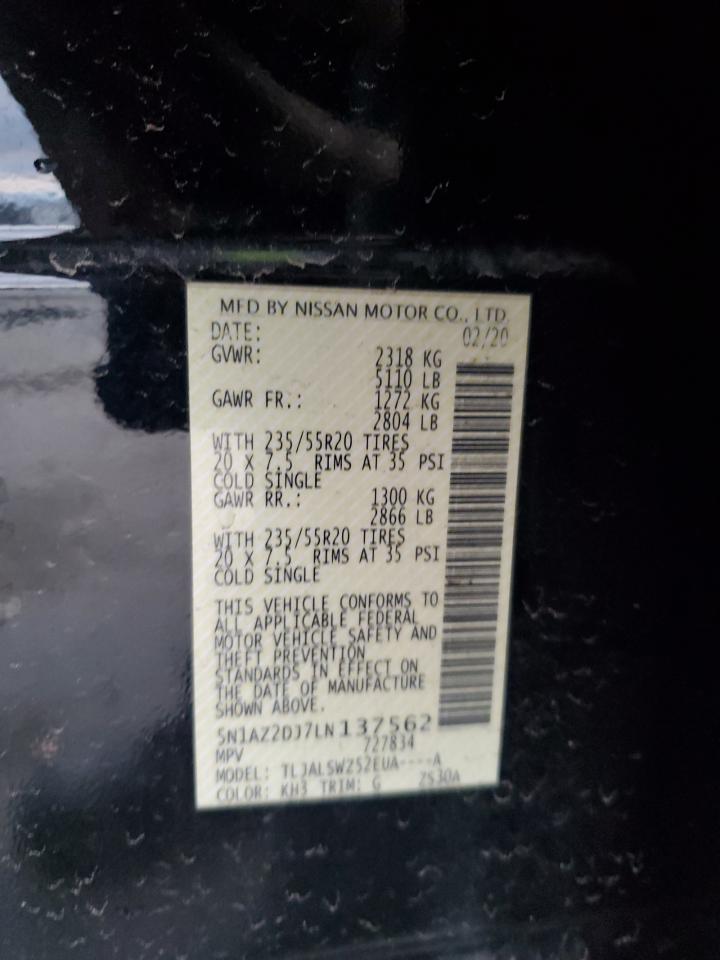 MFD BY NISSAN MOTOR CO., LTD.
DATE: 02/20
GVWR: 2318 KG
5110 LB
GAWR FR.: 1272 KG
2804 LB
WITH 235/55R20 TIRES
20 X 7.5 RIMS AT 35 PSI
COLD SINGLE
GAWR RR.: 1300 KG
2866 LB
WITH 235/55R20 TIRES
20 X 7.5 RIMS AT 35 PSI
COLD SINGLE
THIS VEHICLE CONFORMS TO
ALL APPLICABLE FEDERAL
MOTOR VEHICLE SAFETY AND
THEFT PREVENTION
STANDARDS IN EFFECT ON
THE DATE OF MANUFACTURE
SHOWN ABOVE.
5N1AZ2DJ7LN137562
MPV 727834
MODEL: TLJALSWZ52EUA----A
COLOR: KH3 TRIM: G ZS30A